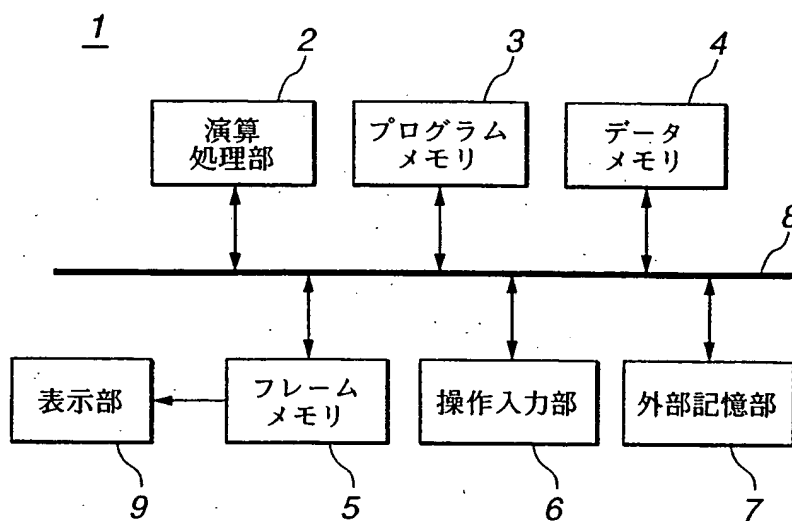 1
2
3
4
演算
処理部
プログラム
メモリ
データ
メモリ
8
表示部
フレーム
メモリ
操作入力部
外部記憶部
9
5
6
7